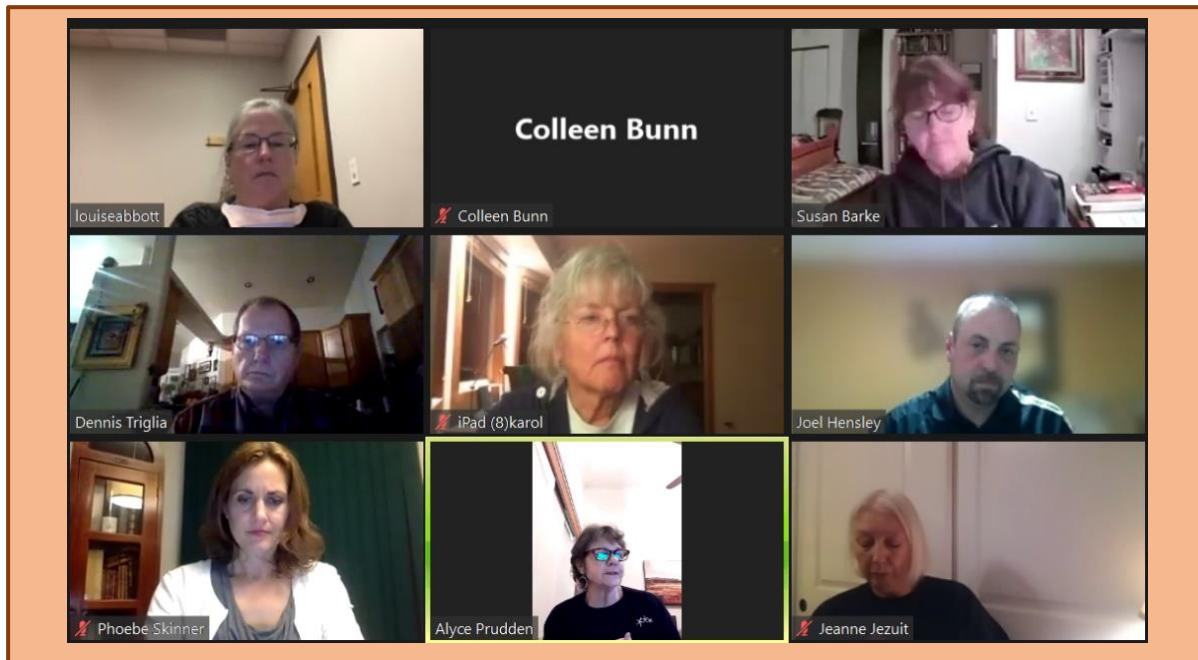 louiseabbott
Colleen Bunn
Colleen Bunn
Susan Barke
Dennis Triglia
iPad (8)karol
Joel Hensley
Phoebe Skinner
Alyce Prudden
Jeanne Jezuit